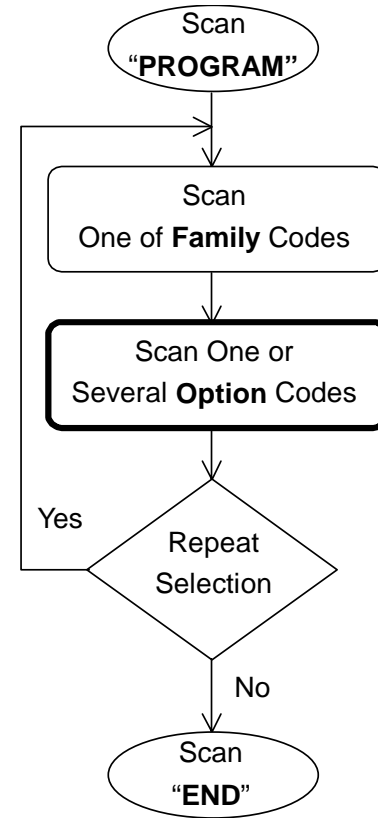 Scan
“PROGRAM”
Scan
One of Family Codes
Scan One or
Several Option Codes
Yes
Repeat
Selection
No
Scan
“END”